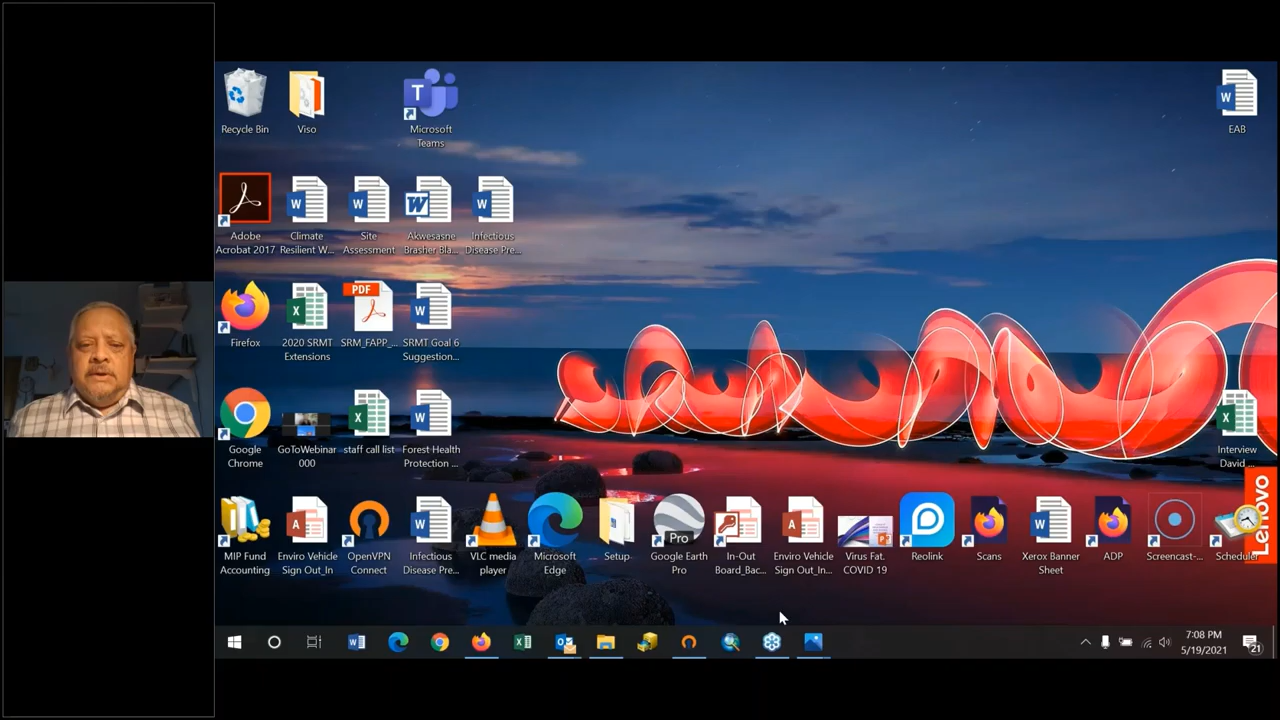 Recycle Bin
Viso
Microsoft
Teams
EAB
Adobe
Acrobat 2017
Climate
Resilient W...
Site
Assessment
Akwesasne
Brasher Bla...
Infectious
Disease Pre...
Firefox
2020 SRMT
Extensions
PDF
SRM_FAPP_...
SRMT Goal 6
Suggestion...
Google
Chrome
GoToWebinar
000
staff call list
Forest Health
Protection ...
Interview
David ...
Lenovo
MIP Fund
Accounting
Enviro Vehicle
Sign Out_In
OpenVPN
Connect
Infectious
Disease Pre...
VLC media
player
Microsoft
Edge
Setup
Pro
Google Earth
Pro
In-Out
Board_Bac...
Enviro Vehicle
Sign Out_In...
Virus Fat.
COVID 19
Reolink
Scans
Xerox Banner
Sheet
ADP
Screencast-...
Scheduler
7:08 PM
5/19/2021
21